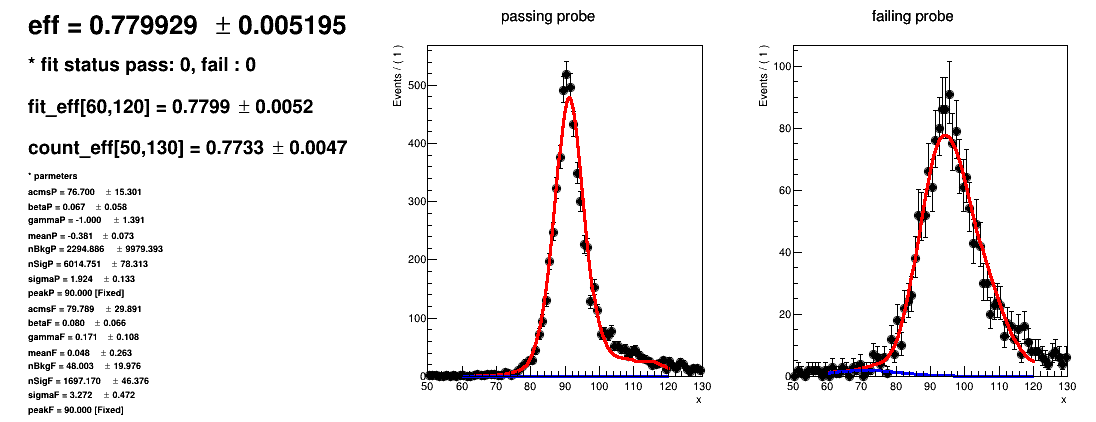 eff = 0.779929 ± 0.005195
* fit status pass: 0, fail : 0
fit_eff[60,120] = 0.7799 ± 0.0052
count_eff[50,130] = 0.7733 ± 0.0047
* parmeters
acmsP = 76.700 ± 15.301
betaP = 0.067 ± 0.058
gammaP = -1.000 ± 1.391
meanP = -0.381 ± 0.073
nBkgP = 2294.886 ± 9979.393
nSigP = 6014.751 ± 78.313
sigmaP = 1.924 ± 0.133
peakP = 90.000 [Fixed]
acmsF = 79.789 ± 29.891
betaF = 0.080 ± 0.066
gammaF = 0.171 ± 0.108
meanF = 0.048 ± 0.263
nBkgF = 48.003 ± 19.976
nSigF = 1697.170 ± 46.376
sigmaF = 3.272 ± 0.472
peakF = 90.000 [Fixed]
passing probe
Events / ( 1 )
500
400
300
200
100
0
50 60 70 80 90 100 110 120 130
x
failing probe
Events / ( 1 )
100
80
60
40
20
0
50 60 70 80 90 100 110 120 130
x